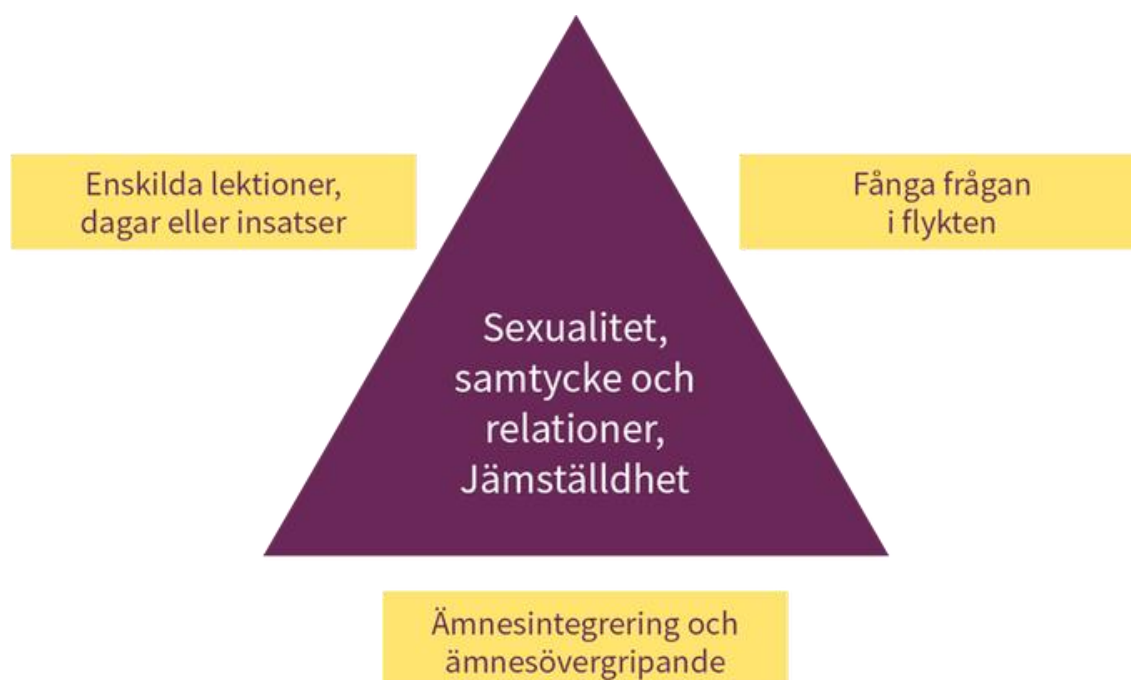 Enskilda lektioner,
dagar eller insatser
Fånga frågan
i flykten
Sexualitet,
samtycke och
relationer,
Jämställdhet
Ämnesintegrering och
ämnesövergripande